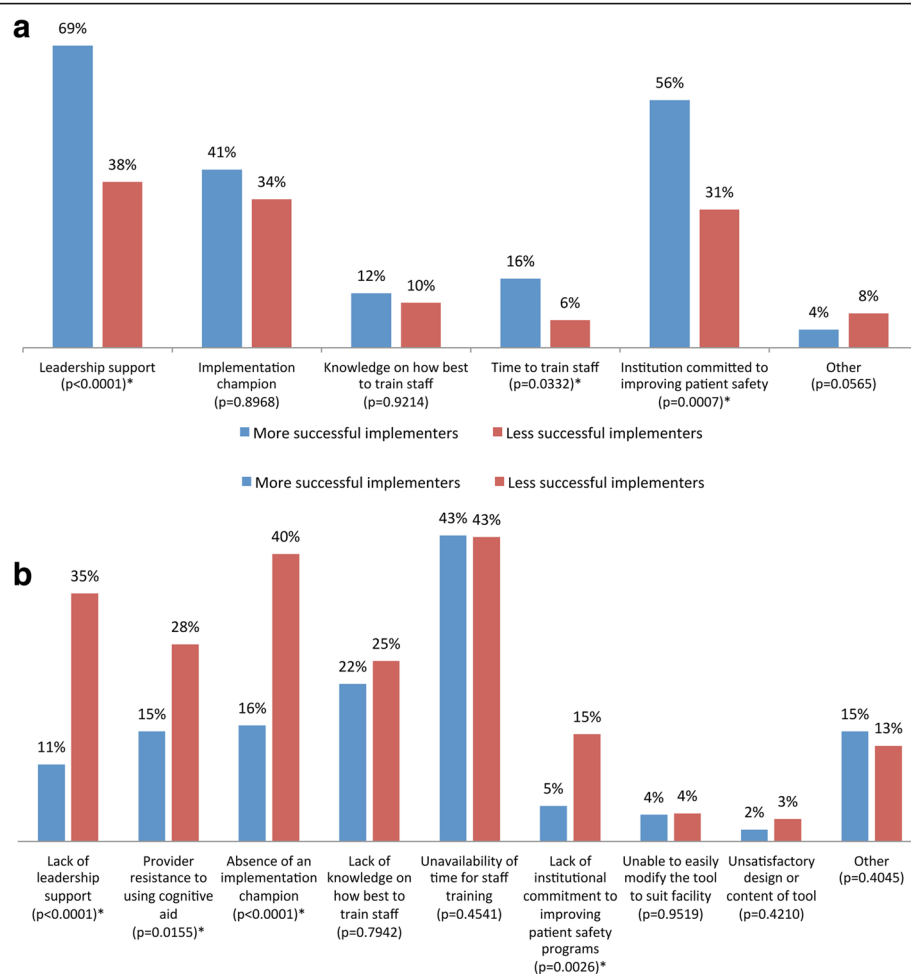 a
69%
38%
41%
34%
12%
10%
16%
6%
56%
31%
4%
8%
Leadership support
(p<0.0001)*
Implementation
champion
(p=0.8968)
Knowledge on how best
to train staff
(p=0.9214)
Time to train staff
(p=0.0332)*
Institution committed to
improving patient safety
(p=0.0007)*
Other
(p=0.0565)
More successful implementers
Less successful implementers
More successful implementers
Less successful implementers
b
11%
35%
15%
28%
16%
40%
22%
25%
43%
43%
5%
15%
4%
4%
2%
3%
15%
13%
Lack of
leadership
support
(p<0.0001)*
Provider
resistance to
using cognitive
aid
(p=0.0155)*
Absence of an
implementation
champion
(p<0.0001)*
Lack of
knowledge on
how best to
train staff
(p=0.7942)
Unavailability of
time for staff
training
(p=0.4541)
Lack of
institutional
commitment to
improving
patient safety
programs
(p=0.0026)*
Unable to easily
modify the tool
to suit facility
(p=0.9519)
Unsatisfactory
design or
content of tool
(p=0.4210)
Other
(p=0.4045)